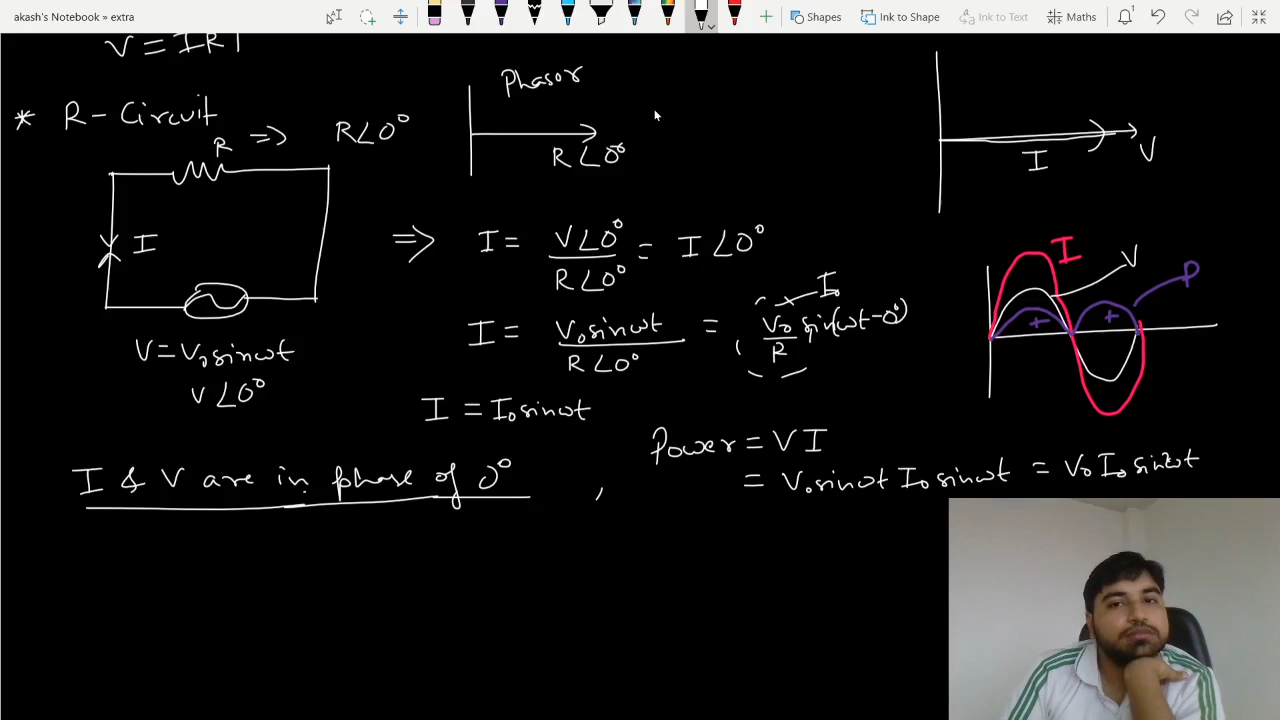 akash's Notebook » extra
Shapes
Ink to Shape
Ink to Text
Maths
Phasor
* R - Circuit
R => R∠0°
R∠0°
I
V = V₀sinωt
V∠0°
=> I = V∠0° / R∠0° = I∠0°
I = V₀sinωt / R∠0° = V₀/R sin(ωt-0°)
I₀
I = I₀sinωt
I & V are in phase of 0°,
I
V
I
V
P
+ +
Power = V I
= V₀sinωt I₀sinωt = V₀I₀sin²ωt